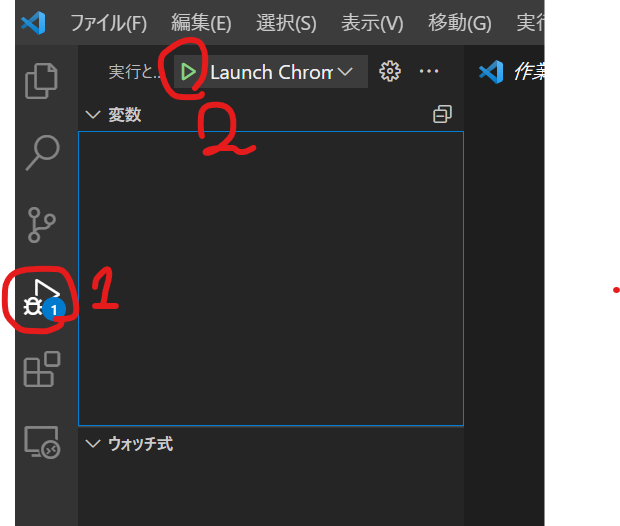 ファイル(F) 編集(E) 選択(S) 表示(V) 移動(G) 実行
実行と... Launch Chrom 作業
変数
2
1
1
ウォッチ式